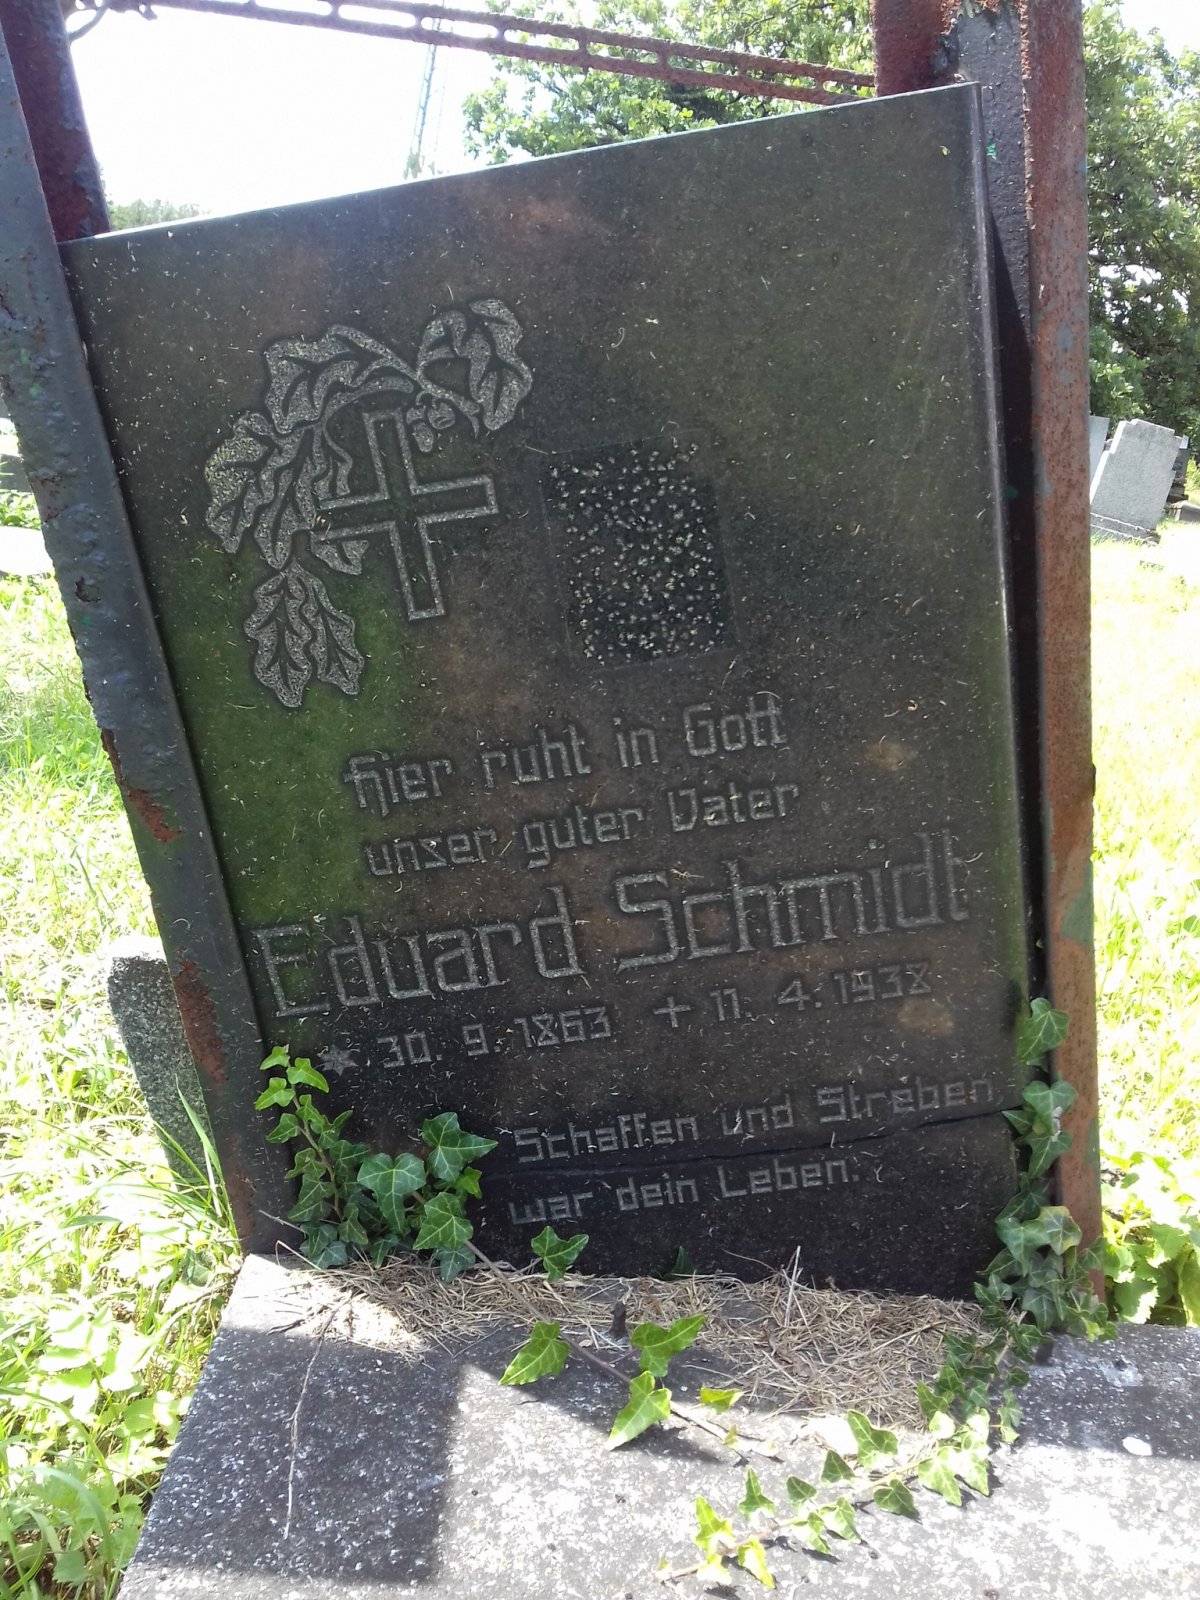 Hier ruht in Gott
unser guter Vater
Eduard Schmidt
* 30. 9. 1863 + 11. 4. 1938
Schaffen und Streben
war dein Leben.